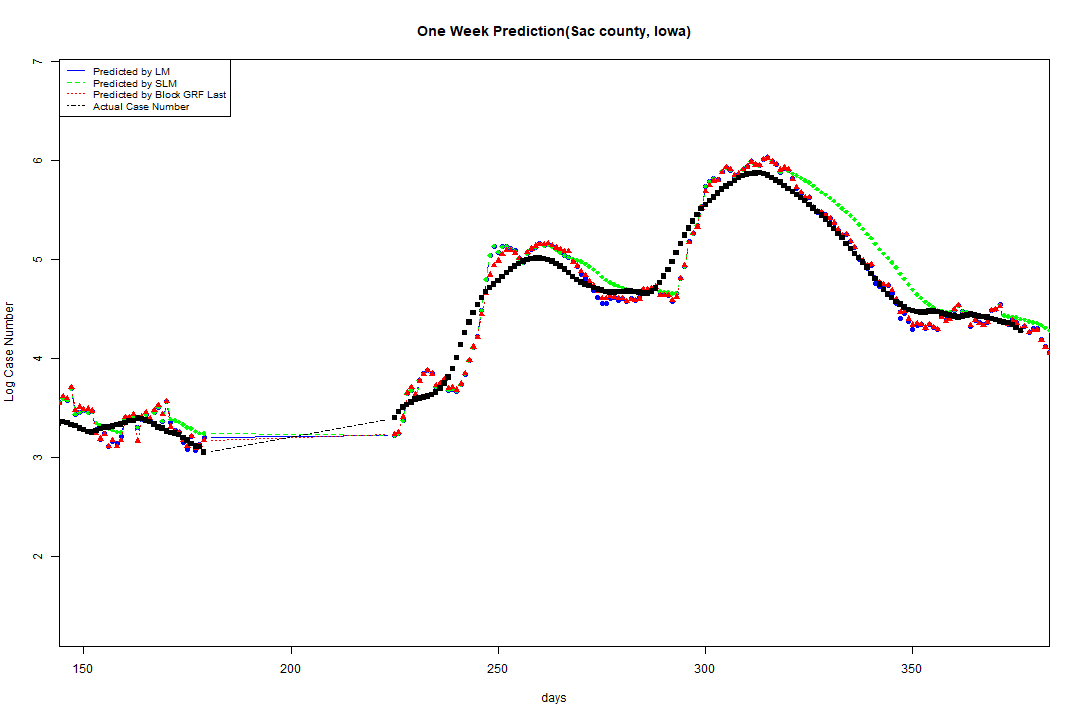 One Week Prediction(Sac county, Iowa)
Predicted by LM
Predicted by SLM
Predicted by Block GRF Last
Actual Case Number
7
6
5
4
3
2
Log Case Number
150 200 250 300 350
days